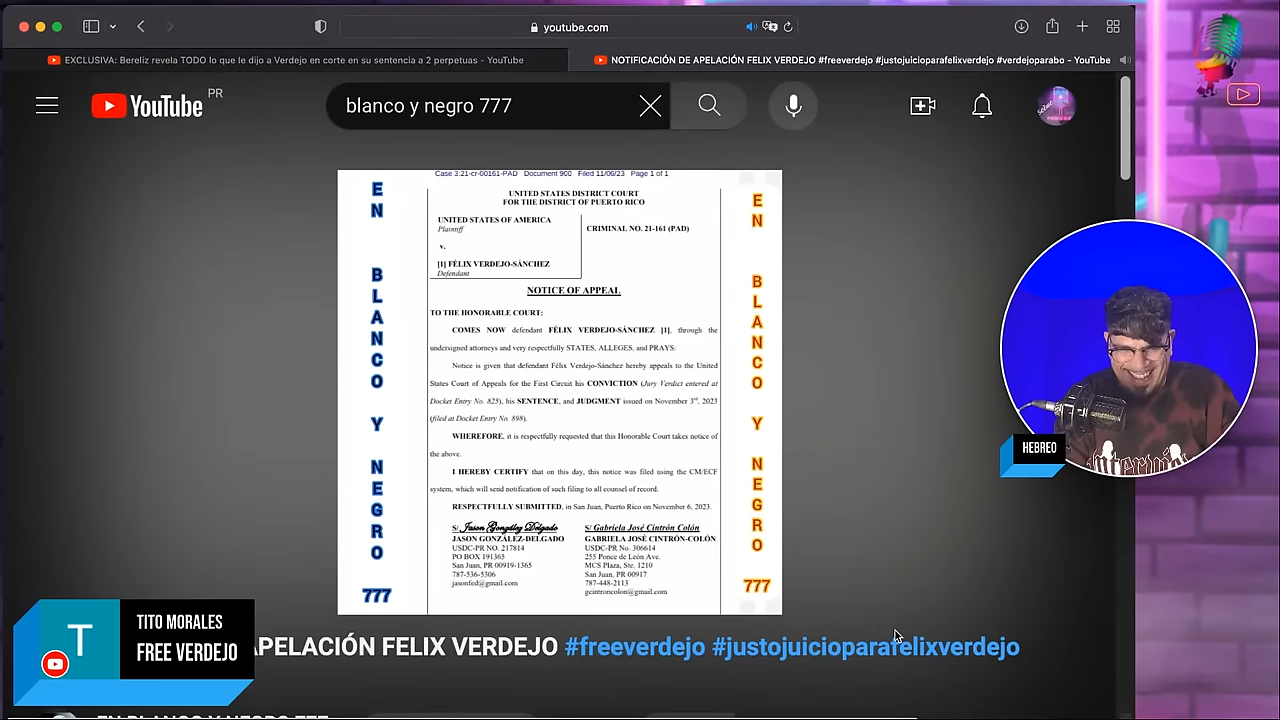 youtube.com
EXCLUSIVA: Bereliz revela TODO lo que le dijo a Verdejo en corte en su sentencia a 2 perpetuas - YouTube
NOTIFICACIÓN DE APELACIÓN FELIX VERDEJO #freeverdejo #justojuicioparafelixverdejo #verdejoparabo - YouTube
YouTube PR
blanco y negro 777
Case 3:21-cr-00161-PAD Document 900 Filed 11/06/23 Page 1 of 1
EN BLANCO Y NEGRO 777
UNITED STATES DISTRICT COURT
FOR THE DISTRICT OF PUERTO RICO
UNITED STATES OF AMERICA
Plaintiff
v.
[1] FÉLIX VERDEJO-SÁNCHEZ
Defendant
CRIMINAL NO. 21-161 (PAD)
NOTICE OF APPEAL
TO THE HONORABLE COURT:
COMES NOW defendant FÉLIX VERDEJO-SÁNCHEZ [1], through the
undersigned attorneys and very respectfully STATES, ALLEGES, and PRAYS:
Notice is given that defendant Félix Verdejo-Sánchez hereby appeals to the United
States Court of Appeals for the First Circuit his CONVICTION (Jury Verdict entered at
Docket Entry No. 825), his SENTENCE, and JUDGMENT issued on November 3rd, 2023
(filed at Docket Entry No. 898).
WHEREFORE, it is respectfully requested that this Honorable Court takes notice of
the above.
I HEREBY CERTIFY that on this day, this notice was filed using the CM/ECF
system, which will send notification of such filing to all counsel of record.
RESPECTFULLY SUBMITTED, in San Juan, Puerto Rico on November 6, 2023.
S/ Jason González Delgado
JASON GONZÁLEZ-DELGADO
USDC-PR NO. 217814
PO BOX 191365
San Juan, PR 00919-1365
787-536-5306
jasonfed@gmail.com
S/ Gabriela José Cintrón Colón
GABRIELA JOSÉ CINTRÓN-COLÓN
USDC-PR No. 306614
255 Ponce de León Ave.
MCS Plaza, Ste. 1210
San Juan, PR 00917
787-448-2113
gcintroncolon@gmail.com
EN BLANCO Y NEGRO 777
HEBREO
T
TITO MORALES
FREE VERDEJO
APELACIÓN FELIX VERDEJO #freeverdejo #justojuicioparafelixverdejo
EN BLANCO Y NEGRO 777